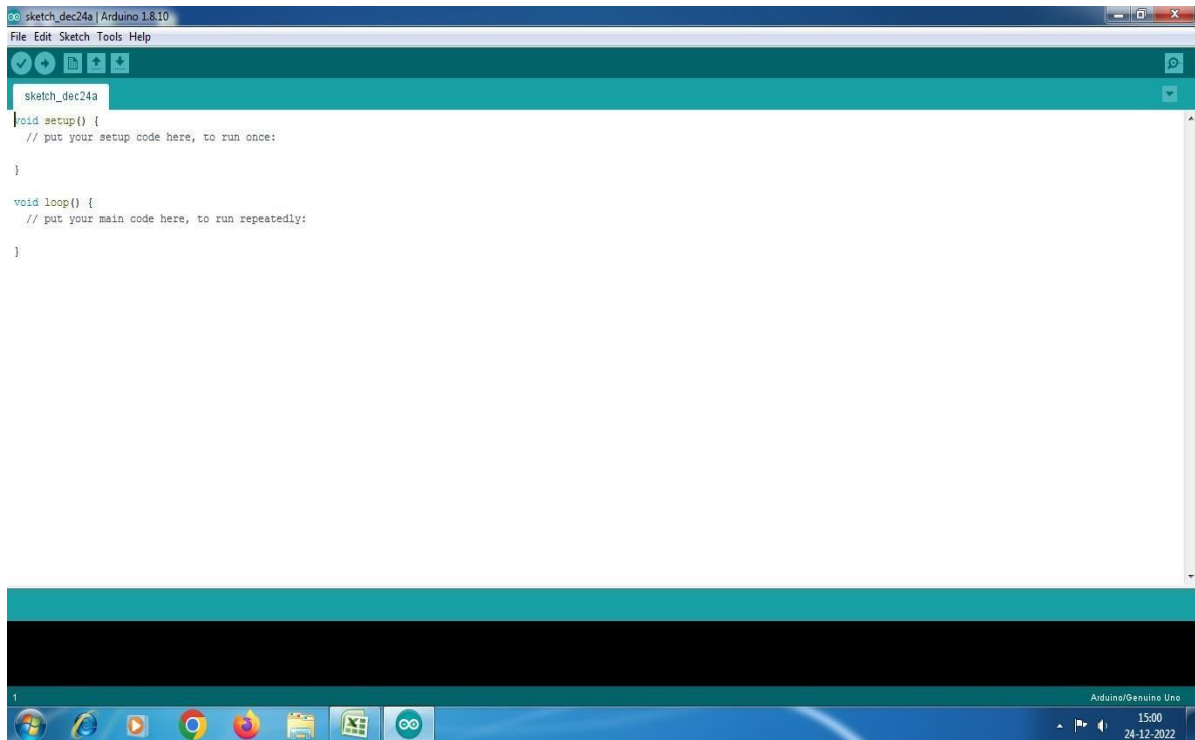 sketch_dec24a | Arduino 1.8.10
File Edit Sketch Tools Help
sketch_dec24a
void setup() {
// put your setup code here, to run once:
}
void loop() {
// put your main code here, to run repeatedly:
}
1
Arduino/Genuino Uno
15:00
24-12-2022